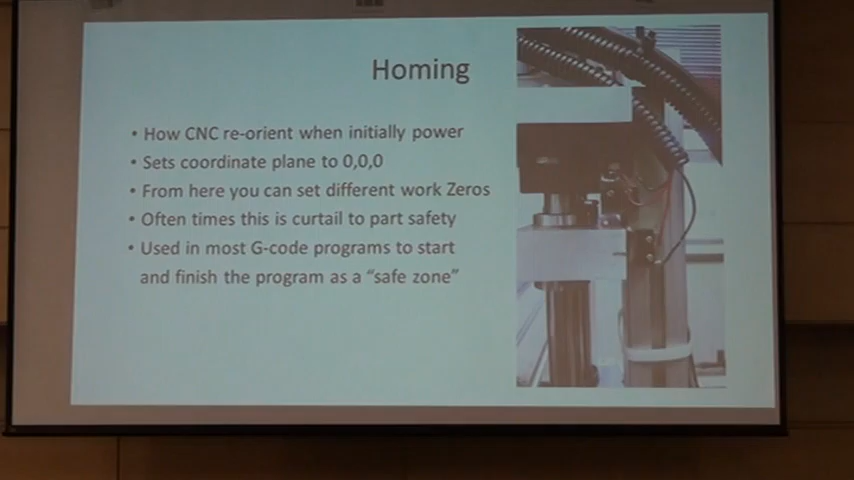 Homing
• How CNC re-orient when initially power
• Sets coordinate plane to 0,0,0
• From here you can set different work Zeros
• Often times this is curtail to part safety
• Used in most G-code programs to start
and finish the program as a “safe zone”